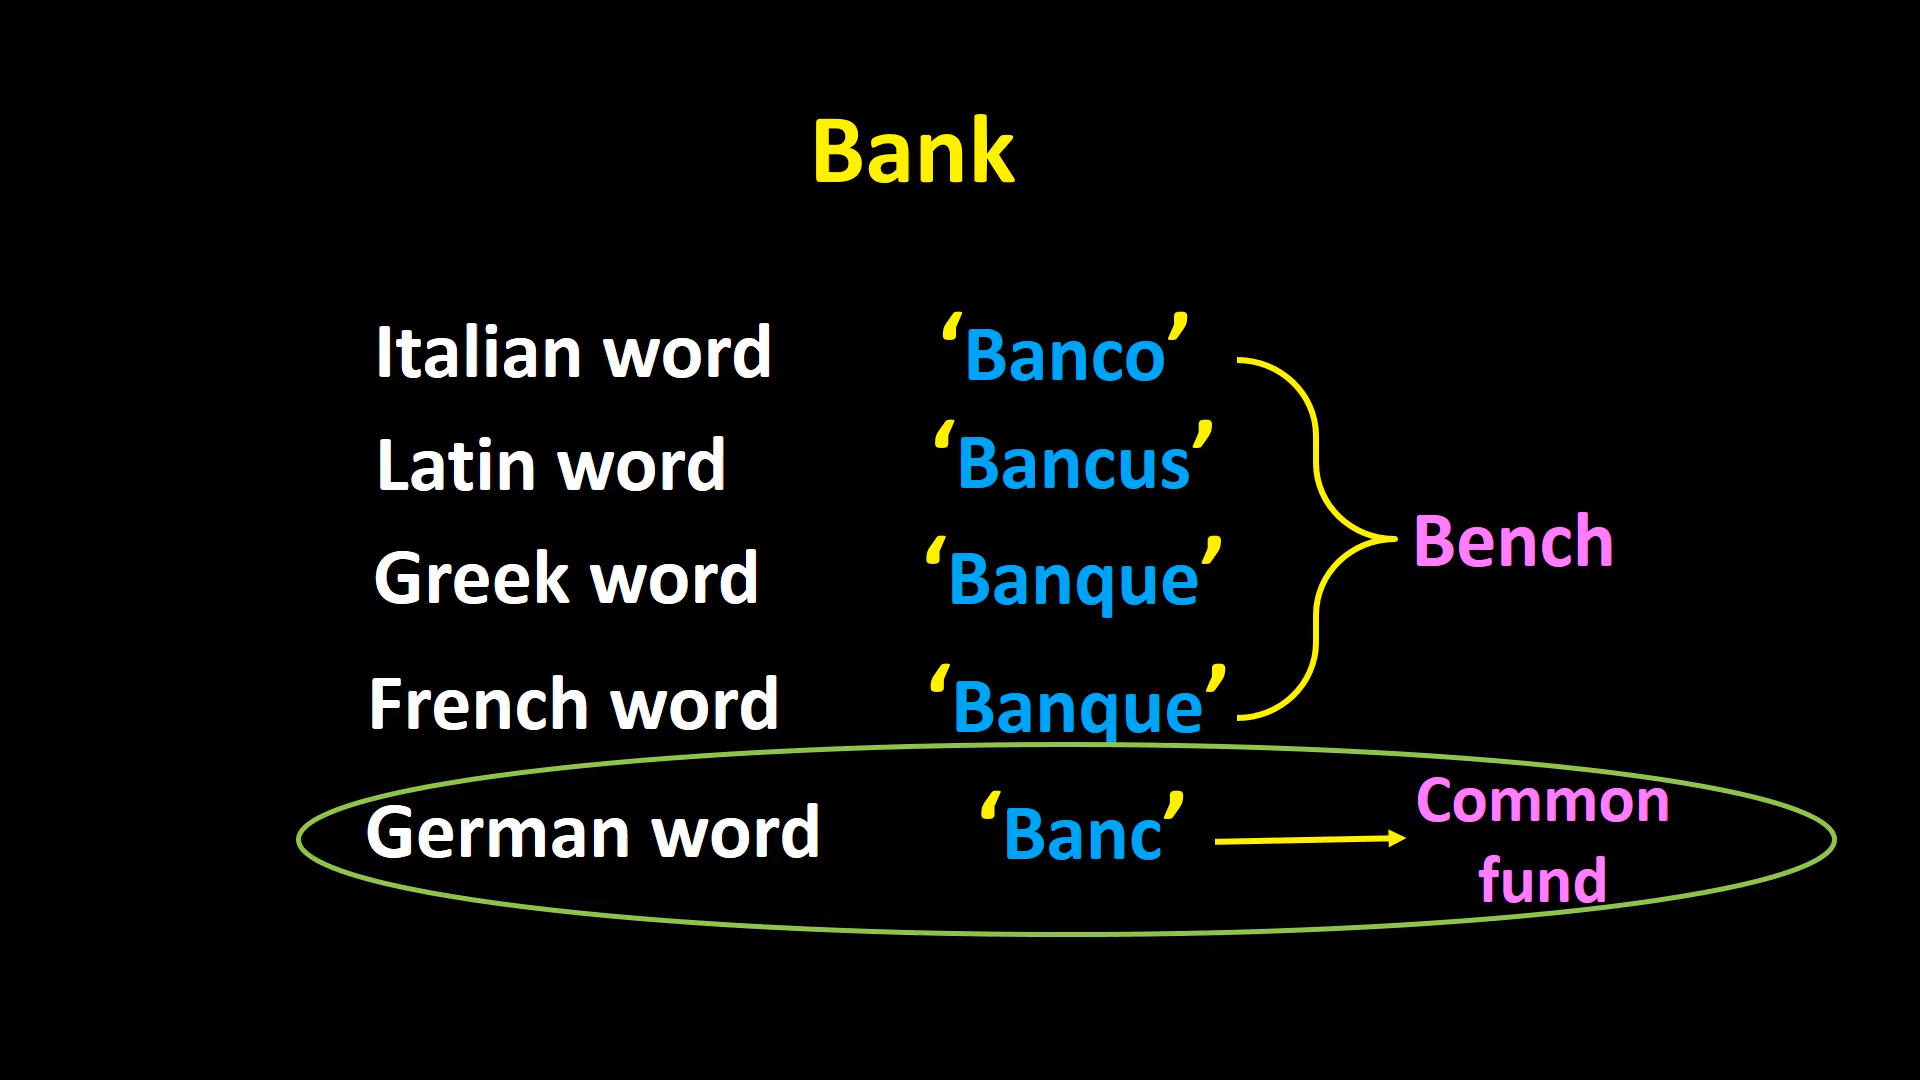 Bank
Italian word ‘Banco’
Latin word ‘Bancus’
Greek word ‘Banque’
Bench
French word ‘Banque’
German word ‘Banc’
Common
fund